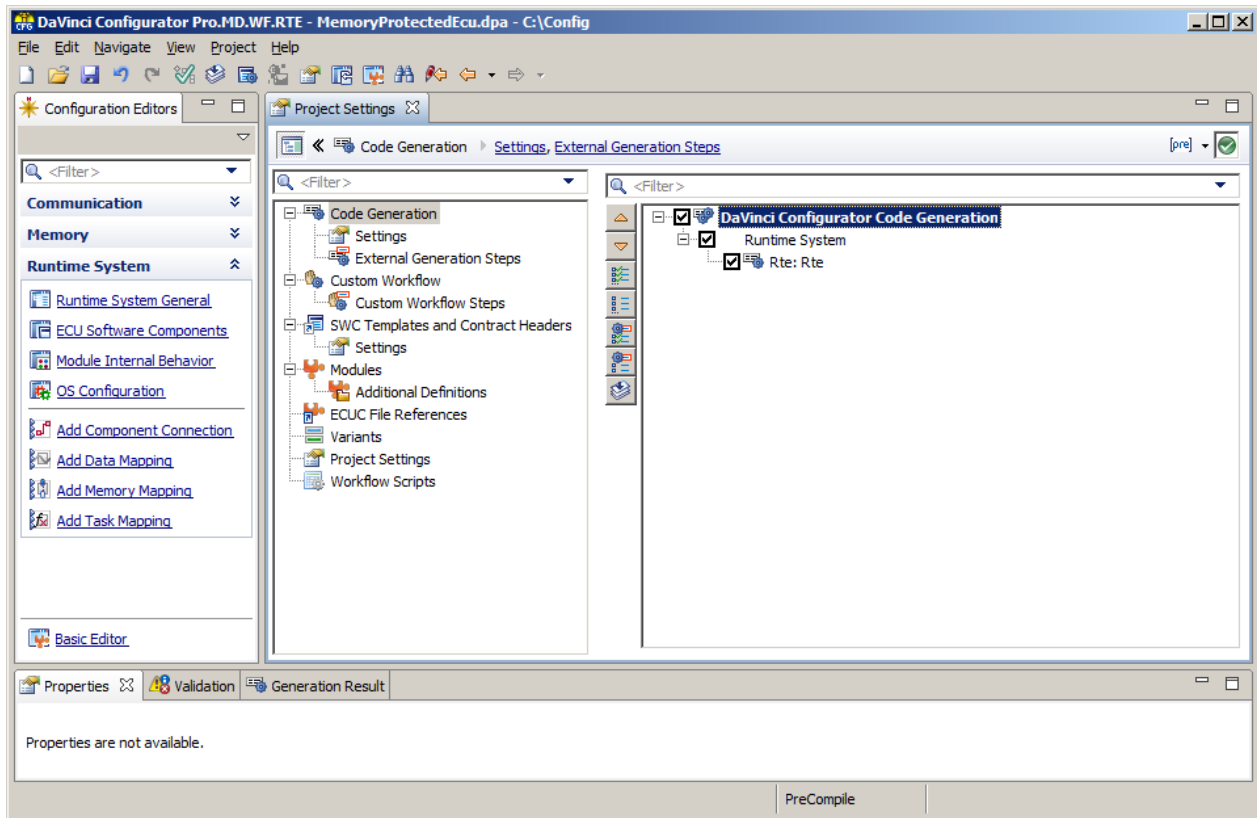 DaVinci Configurator Pro.MD.WF.RTE - MemoryProtectedEcu.dpa - C:\Config
File Edit Navigate View Project Help
Configuration Editors
<Filter>
Communication
Memory
Runtime System
Runtime System General
ECU Software Components
Module Internal Behavior
OS Configuration
Add Component Connection
Add Data Mapping
Add Memory Mapping
Add Task Mapping
Basic Editor
Project Settings
Code Generation Settings, External Generation Steps [pre]
<Filter>
Code Generation
Settings
External Generation Steps
Custom Workflow
Custom Workflow Steps
SWC Templates and Contract Headers
Settings
Modules
Additional Definitions
ECUC File References
Variants
Project Settings
Workflow Scripts
<Filter>
DaVinci Configurator Code Generation
Runtime System
Rte: Rte
Properties Validation Generation Result
Properties are not available.
PreCompile